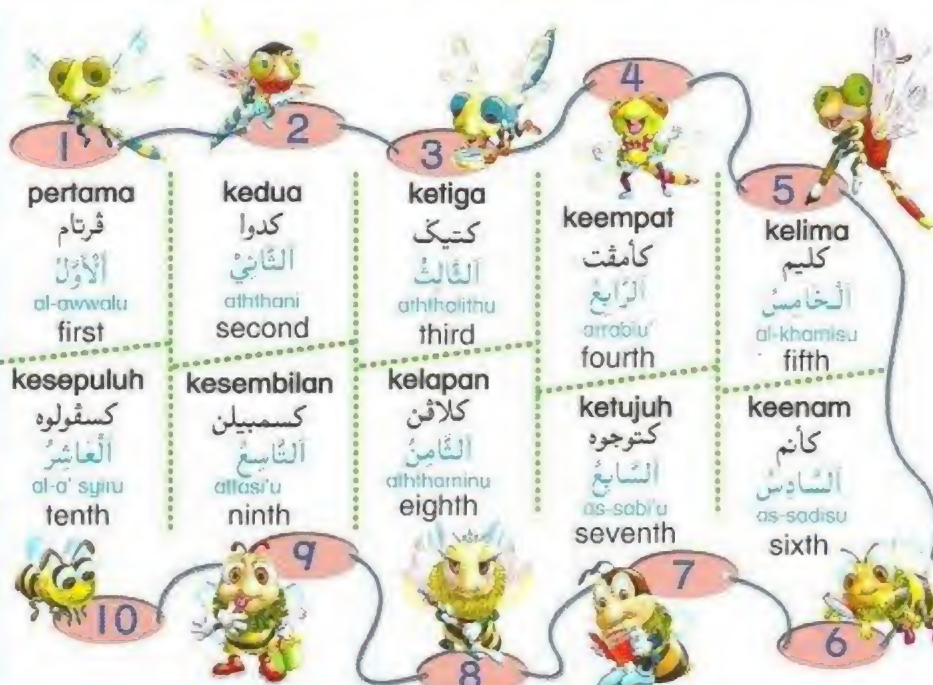 1
pertama
ڤرتام
اَلْأَوَّلُ
al-awwalu
first
2
kedua
كدوا
اَلثَّانِيْ
aththani
second
3
ketiga
كتيݢ
اَلثَّالِثُ
aththalithu
third
4
keempat
كأمڤت
اَلرَّابِعُ
arrabiu'
fourth
5
kelima
كليم
اَلْخَامِسُ
al-khamisu
fifth
keenam
كأنم
اَلسَّادِسُ
as-sadisu
sixth
6
ketujuh
كتوجوه
اَلسَّابِعُ
as-sabi'u
seventh
7
kelapan
كلاڤن
اَلثَّامِنُ
aththaminu
eighth
8
kesembilan
كسمبيلن
اَلتَّاسِعُ
attasi'u
ninth
9
kesepuluh
كسڤولوه
اَلْعَاشِرُ
al-a' syiru
tenth
10